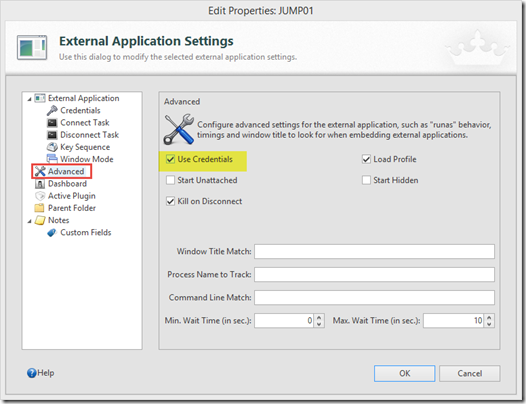 Edit Properties: JUMP01
External Application Settings
Use this dialog to modify the selected external application settings.
External Application
Credentials
Connect Task
Disconnect Task
Key Sequence
Window Mode
Advanced
Dashboard
Active Plugin
Parent Folder
Notes
Custom Fields
Advanced
Configure advanced settings for the external application, such as "runas" behavior,
timings and window title to look for when embedding external applications.
Use Credentials
Load Profile
Start Unattached
Start Hidden
Kill on Disconnect
Window Title Match:
Process Name to Track:
Command Line Match:
Min. Wait Time (in sec.): 0 Max. Wait Time (in sec.): 10
Help
OK
Cancel